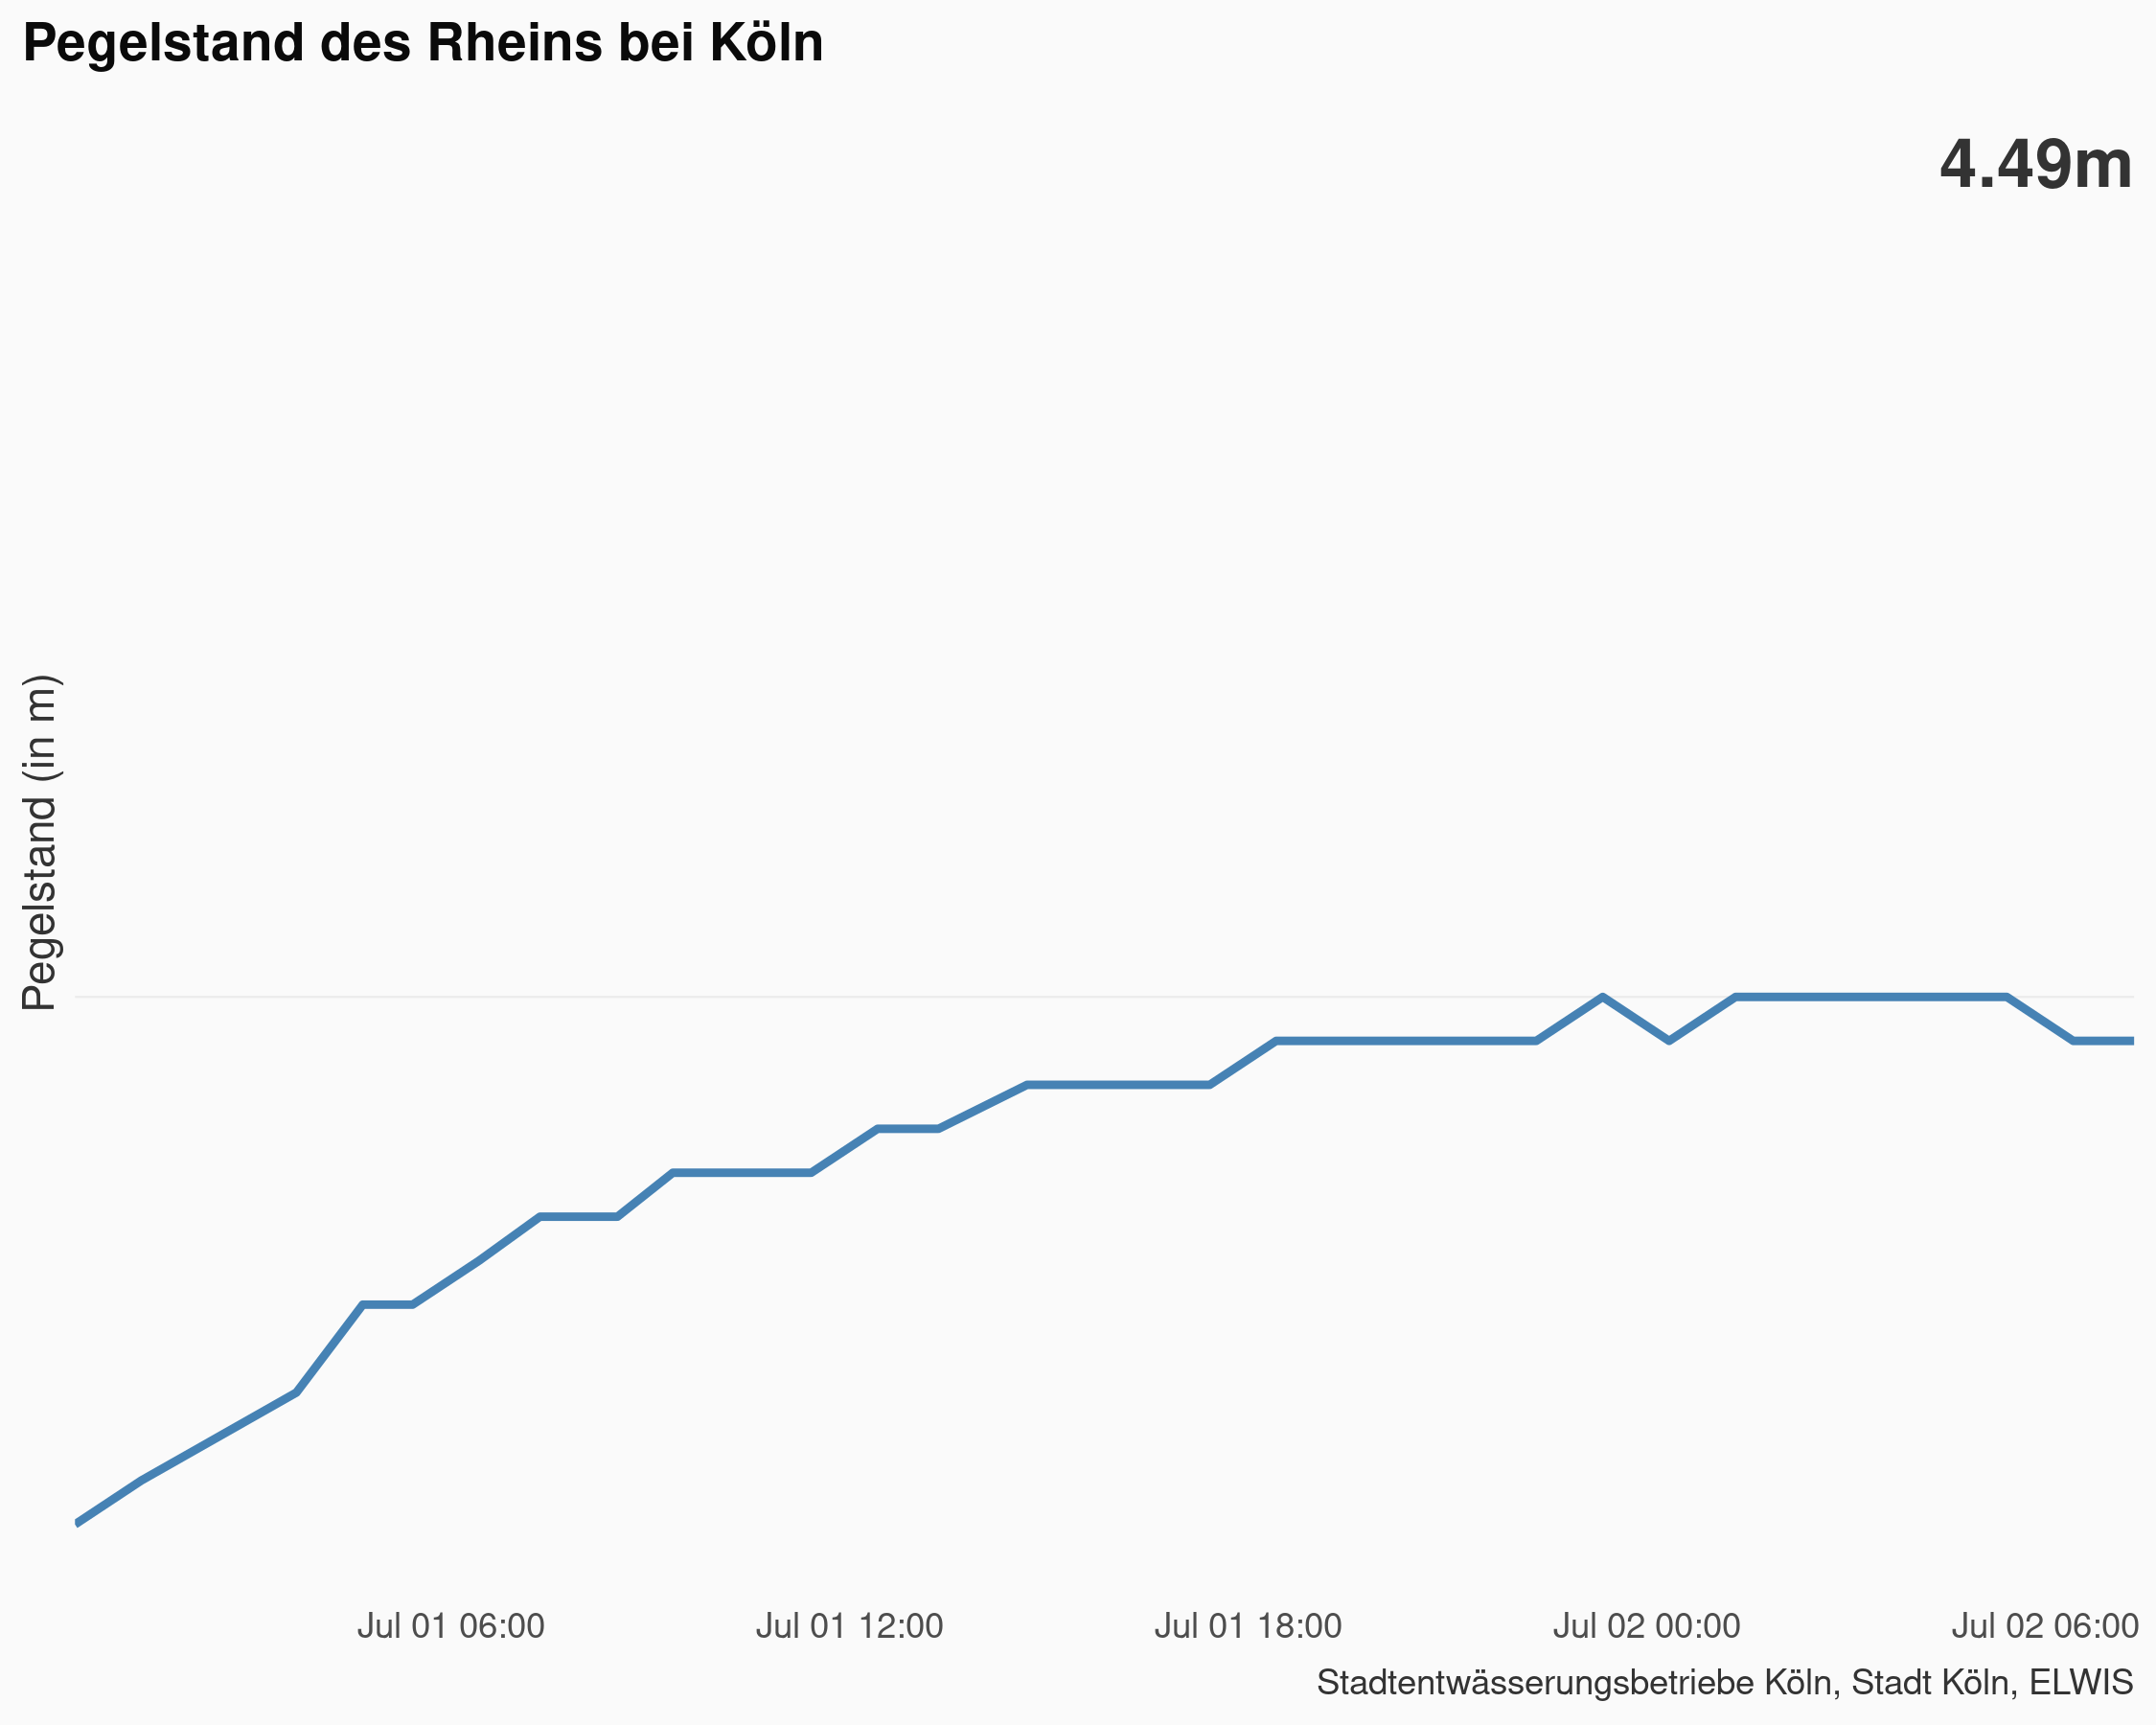 Pegelstand des Rheins bei Köln
4.49m
Pegelstand (in m)
Jul 01 06:00 Jul 01 12:00 Jul 01 18:00 Jul 02 00:00 Jul 02 06:00
Stadtentwässerungsbetriebe Köln, Stadt Köln, ELWIS